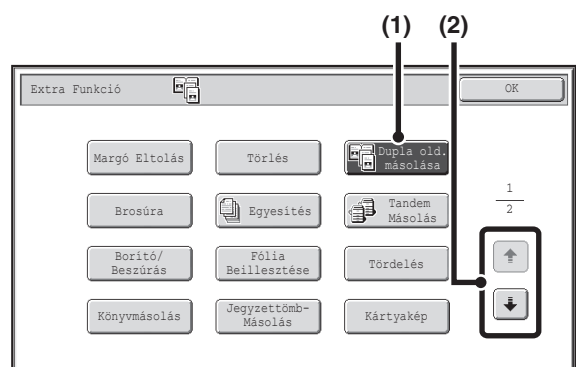 (1) (2)
Extra Funkció OK
Margó Eltolás Törlés Dupla old.
másolása
1
2
Brosúra Egyesítés Tandem
Másolás
Borító/
Beszúrás
Fólia
Beillesztése
Tördelés
Könyvmásolás Jegyzettömb-
Másolás
Kártyakép